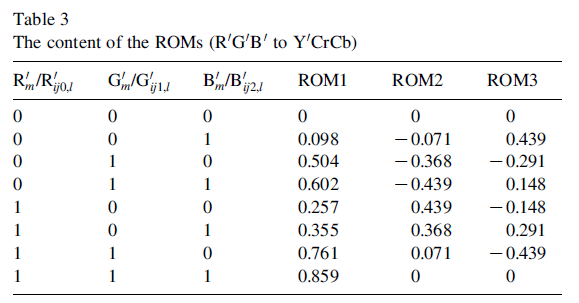 Table 3
The content of the ROMs (R′G′B′ to Y′CrCb)
R′m/R′ij0,l G′m/G′ij1,l B′m/B′ij2,l ROM1 ROM2 ROM3
0 0 0 0 0 0
0 0 1 0.098 −0.071 0.439
0 1 0 0.504 −0.368 −0.291
0 1 1 0.602 −0.439 0.148
1 0 0 0.257 0.439 −0.148
1 0 1 0.355 0.368 0.291
1 1 0 0.761 0.071 −0.439
1 1 1 0.859 0 0